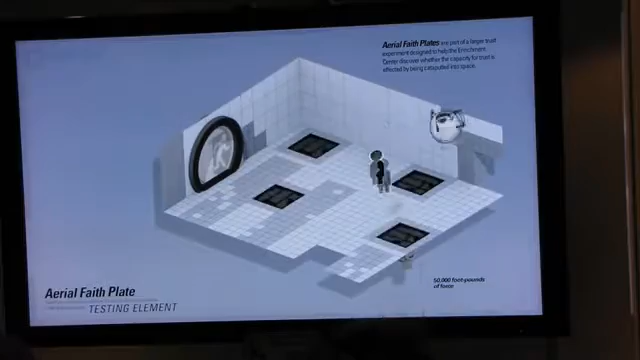 Aerial Faith Plates are part of a larger trust
experiment designed to help the Enrichment
Center discover whether the capacity for trust is
affected by being catapulted into space.
50,000 foot-pounds
of force
Aerial Faith Plate
TESTING ELEMENT